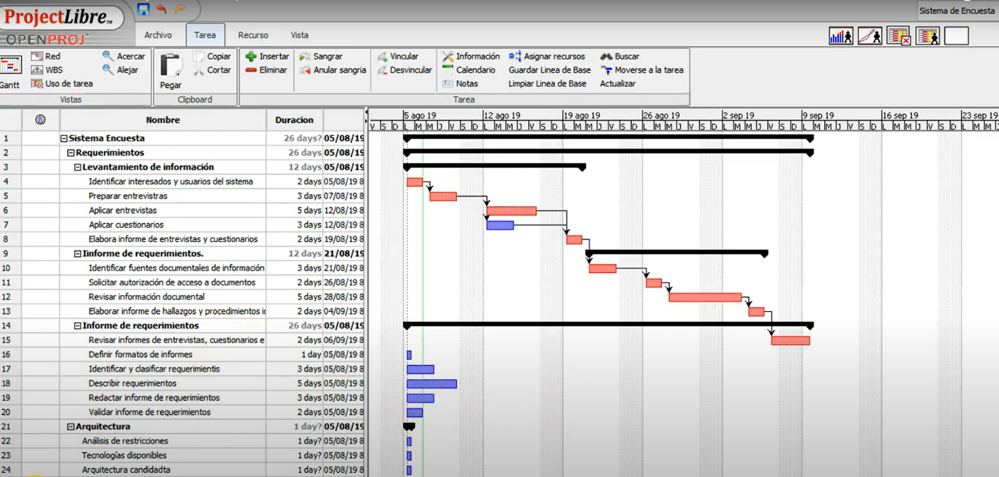 ProjectLibre™
OPENPROJ
Sistema de Encuesta
Archivo Tarea Recurso Vista
Gantt Red WBS Uso de tarea Acercar Alejar
Vistas
Pegar Copiar Cortar
Clipboard
Insertar Sangrar Vincular Información Asignar recursos Buscar
Eliminar Anular sangria Desvincular Calendario Guardar Linea de Base Moverse a la tarea
Notas Limpiar Linea de Base Actualizar
Tarea
Nombre Duracion
5 ago 19 12 ago 19 19 ago 19 26 ago 19 2 sep 19 9 sep 19 16 sep 19 23 sep 19
V S D L M M J V S D L M M J V S D L M M J V S D L M M J V S D L M M J V S D L M M J V S D L M M J V S D L M M J
1 Sistema Encuesta 26 days? 05/08/19
2 Requerimientos 26 days 05/08/19
3 Levantamiento de información 12 days 05/08/19
4 Identificar interesados y usuarios del sistema 2 days 05/08/19 8
5 Preparar entrevistras 3 days 07/08/19 8
6 Aplicar entrevistas 5 days 12/08/19 8
7 Aplicar cuestionarios 3 days 12/08/19 8
8 Elabora informe de entrevistas y cuestionarios 2 days 19/08/19 8
9 Iinforme de requerimientos. 12 days 21/08/19
10 Identificar fuentes documentales de información 3 days 21/08/19 8
11 Solicitar autorización de acceso a documentos 2 days 26/08/19 8
12 Revisar información documental 5 days 28/08/19 8
13 Elaborar informe de hallazgos y procedimientos ic 2 days 04/09/19 8
14 Informe de requerimientos 26 days 05/08/19
15 Revisar informes de entrevistas, cuestionarios e 2 days 06/09/19 8
16 Definir formatos de informes 1 day 05/08/19 8
17 Identificar y clasificar requerimientis 3 days 05/08/19 8
18 Describir requerimientos 5 days 05/08/19 8
19 Redactar informe de requerimientos 3 days 05/08/19 8
20 Validar informe de requerimientos 2 days 05/08/19 8
21 Arquitectura 1 day? 05/08/19
22 Análisis de restricciones 1 day? 05/08/19 8
23 Tecnologías disponibles 1 day? 05/08/19 8
24 Arquitectura candidadta 1 day? 05/08/19 8